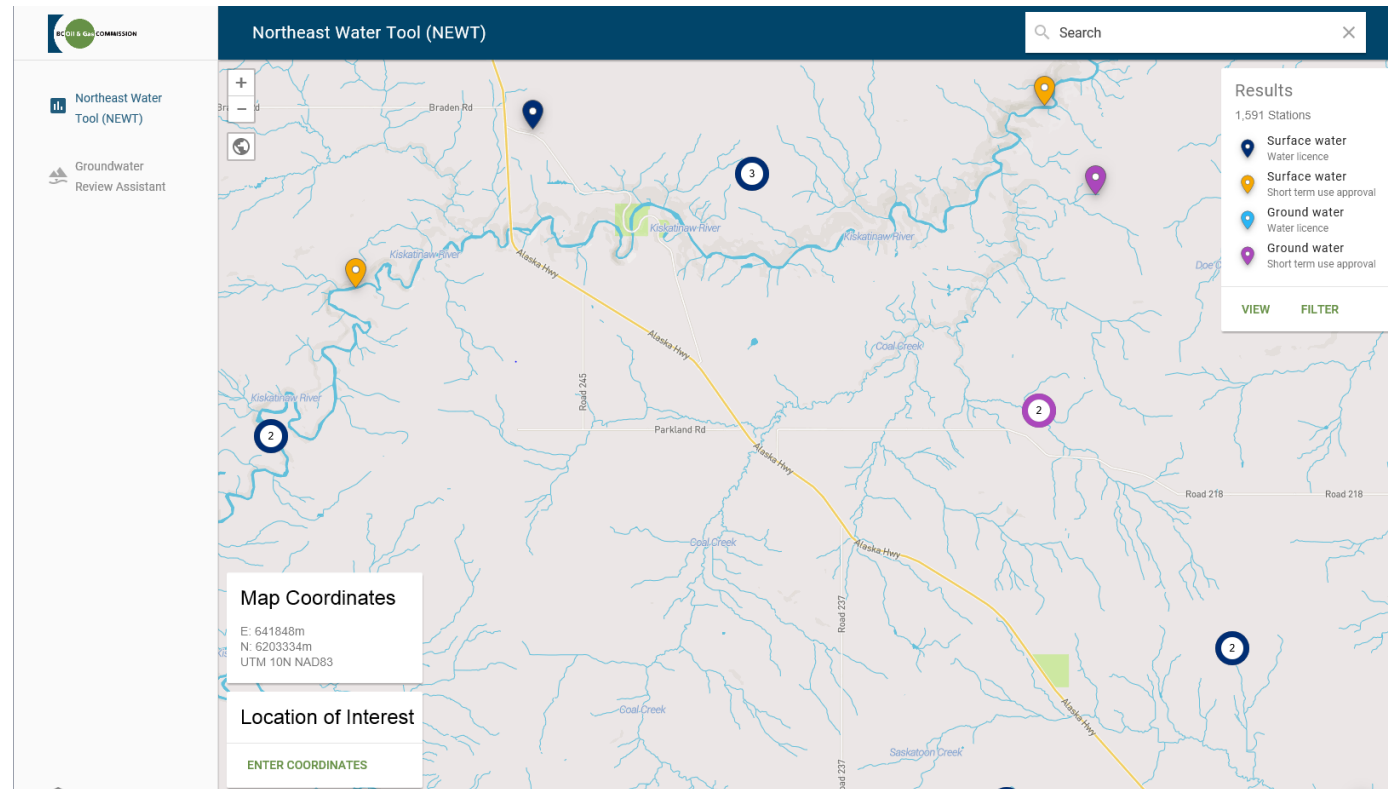 BC Oil & Gas COMMISSION
Northeast Water Tool (NEWT)
Search
Northeast Water
Tool (NEWT)
Groundwater
Review Assistant
+
−
Braden Rd
3
Kiskatinaw River
Kiskatinaw River
Kiskatinaw River
Alaska Hwy
Alaska Hwy
Coal Creek
Road 245
Kiskatinaw River
2
2
Parkland Rd
Alaska Hwy
Road 218
Road 218
Coal Creek
Alaska Hwy
Road 237
2
Coal Creek
Alaska Hwy
Saskatoon Creek
Results
1,591 Stations
Surface water
Water licence
Surface water
Short term use approval
Ground water
Water licence
Ground water
Short term use approval
VIEW FILTER
Map Coordinates
E: 641848m
N: 6203334m
UTM 10N NAD83
Location of Interest
ENTER COORDINATES